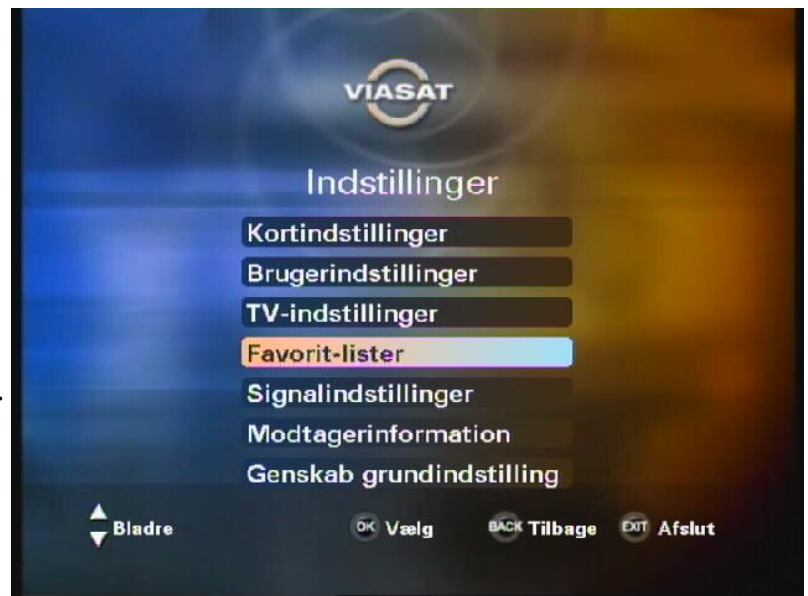 VIASAT
Indstillinger
Kortindstillinger
Brugerindstillinger
TV-indstillinger
Favorit-lister
Signalindstillinger
Modtagerinformation
Genskab grundindstilling
Bladre OK Vælg BACK Tilbage EXIT Afslut